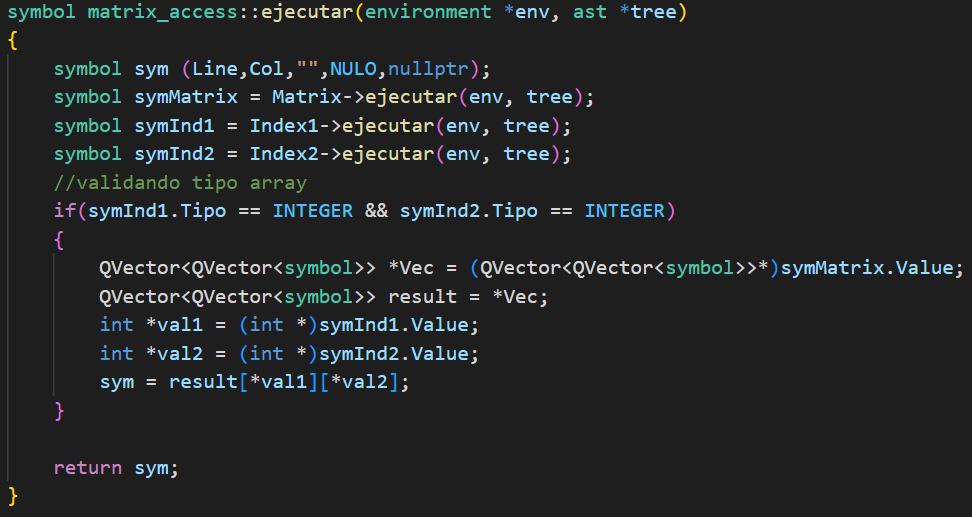 symbol matrix_access::ejecutar(environment *env, ast *tree)
{
    symbol sym (Line,Col,"",NULO,nullptr);
    symbol symMatrix = Matrix->ejecutar(env, tree);
    symbol symInd1 = Index1->ejecutar(env, tree);
    symbol symInd2 = Index2->ejecutar(env, tree);
    //validando tipo array
    if(symInd1.Tipo == INTEGER && symInd2.Tipo == INTEGER)
    {
        QVector<QVector<symbol>> *Vec = (QVector<QVector<symbol>>*)symMatrix.Value;
        QVector<QVector<symbol>> result = *Vec;
        int *val1 = (int *)symInd1.Value;
        int *val2 = (int *)symInd2.Value;
        sym = result[*val1][*val2];
    }
    return sym;
}